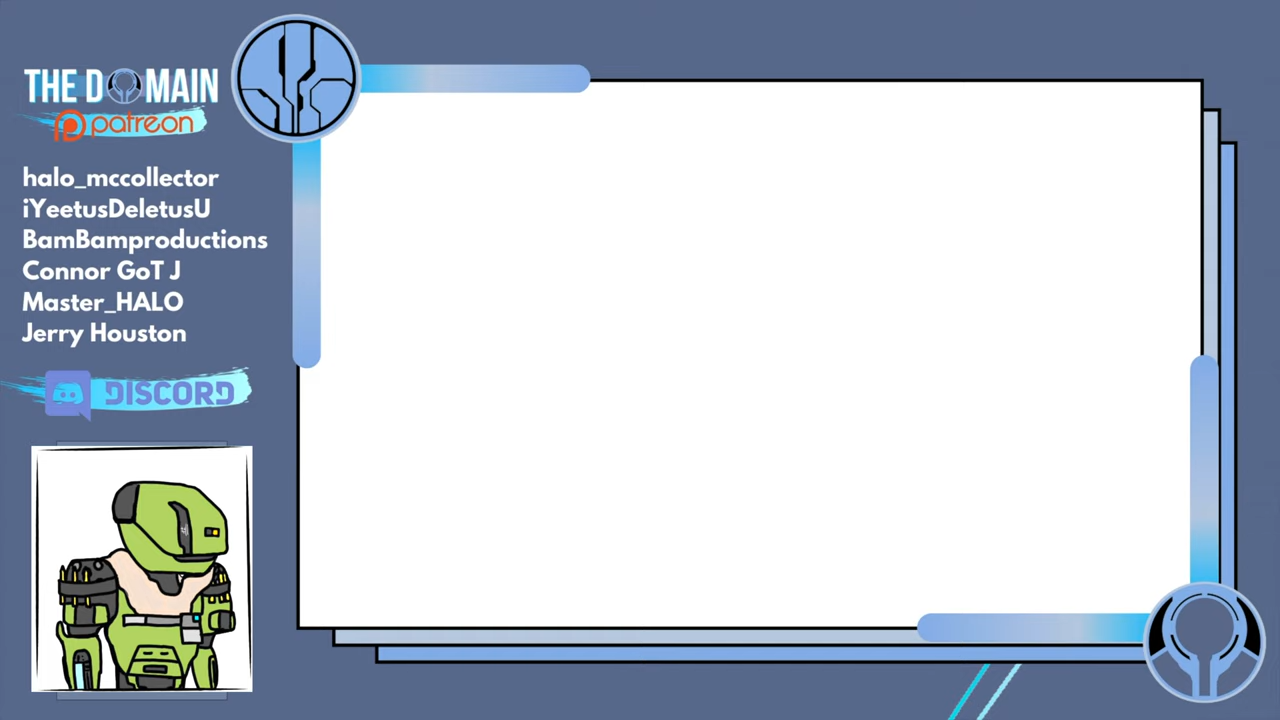 THE DOMAIN
patreon
halo_mccollector
iYeetusDeletusU
BamBamproductions
Connor GoT J
Master_HALO
Jerry Houston
DISCORD